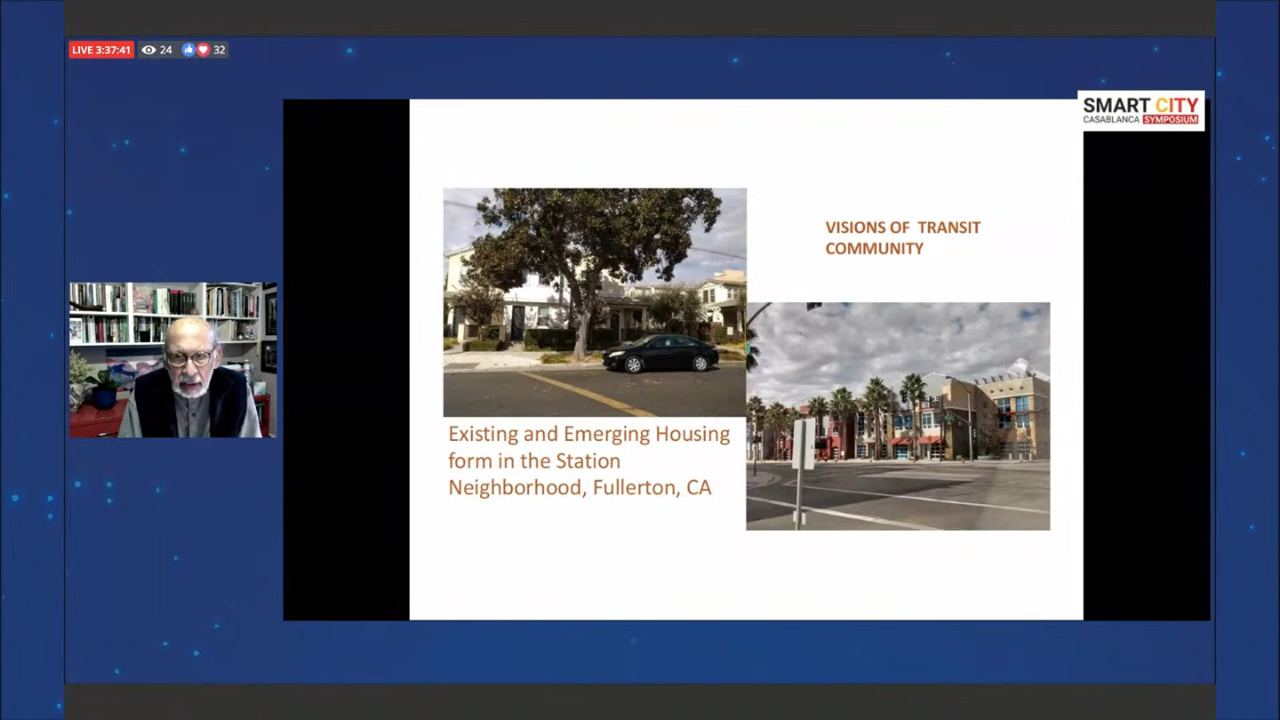 LIVE 3:37:41
24
32
SMART CITY
CASABLANCA SYMPOSIUM
VISIONS OF TRANSIT
COMMUNITY
Existing and Emerging Housing
form in the Station
Neighborhood, Fullerton, CA